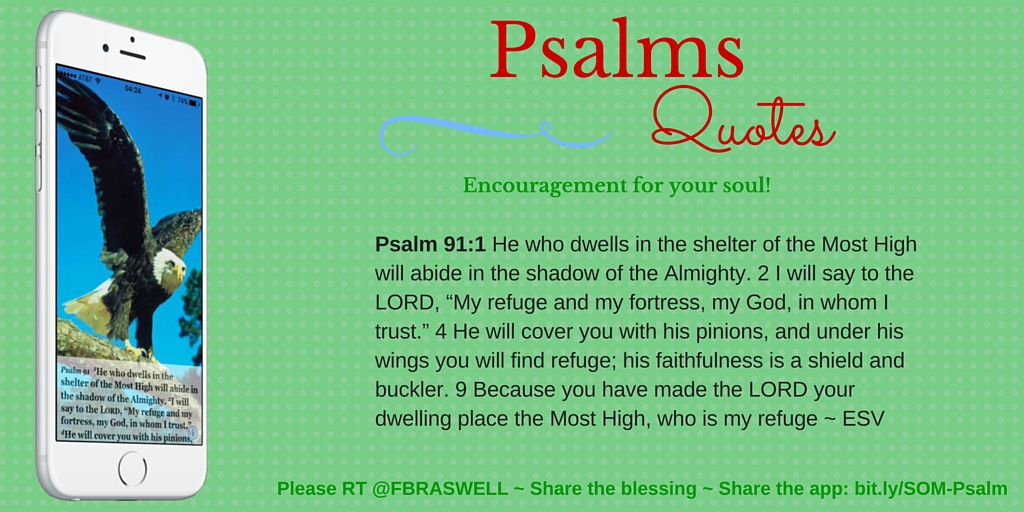 Psalms
Quotes
Encouragement for your soul!
Psalm 91:1 He who dwells in the shelter of the Most High
will abide in the shadow of the Almighty. 2 I will say to the
LORD, “My refuge and my fortress, my God, in whom I
trust.” 4 He will cover you with his pinions, and under his
wings you will find refuge; his faithfulness is a shield and
buckler. 9 Because you have made the LORD your
dwelling place the Most High, who is my refuge ~ ESV
AT&T
04:24
74%
Psalm 91 ¹He who dwells in the
shelter of the Most High will abide in
the shadow of the Almighty. ²I will
say to the LORD, “My refuge and my
fortress, my God, in whom I trust.”
⁴He will cover you with his pinions,
Please RT @FBRASWELL ~ Share the blessing ~ Share the app: bit.ly/SOM-Psalm